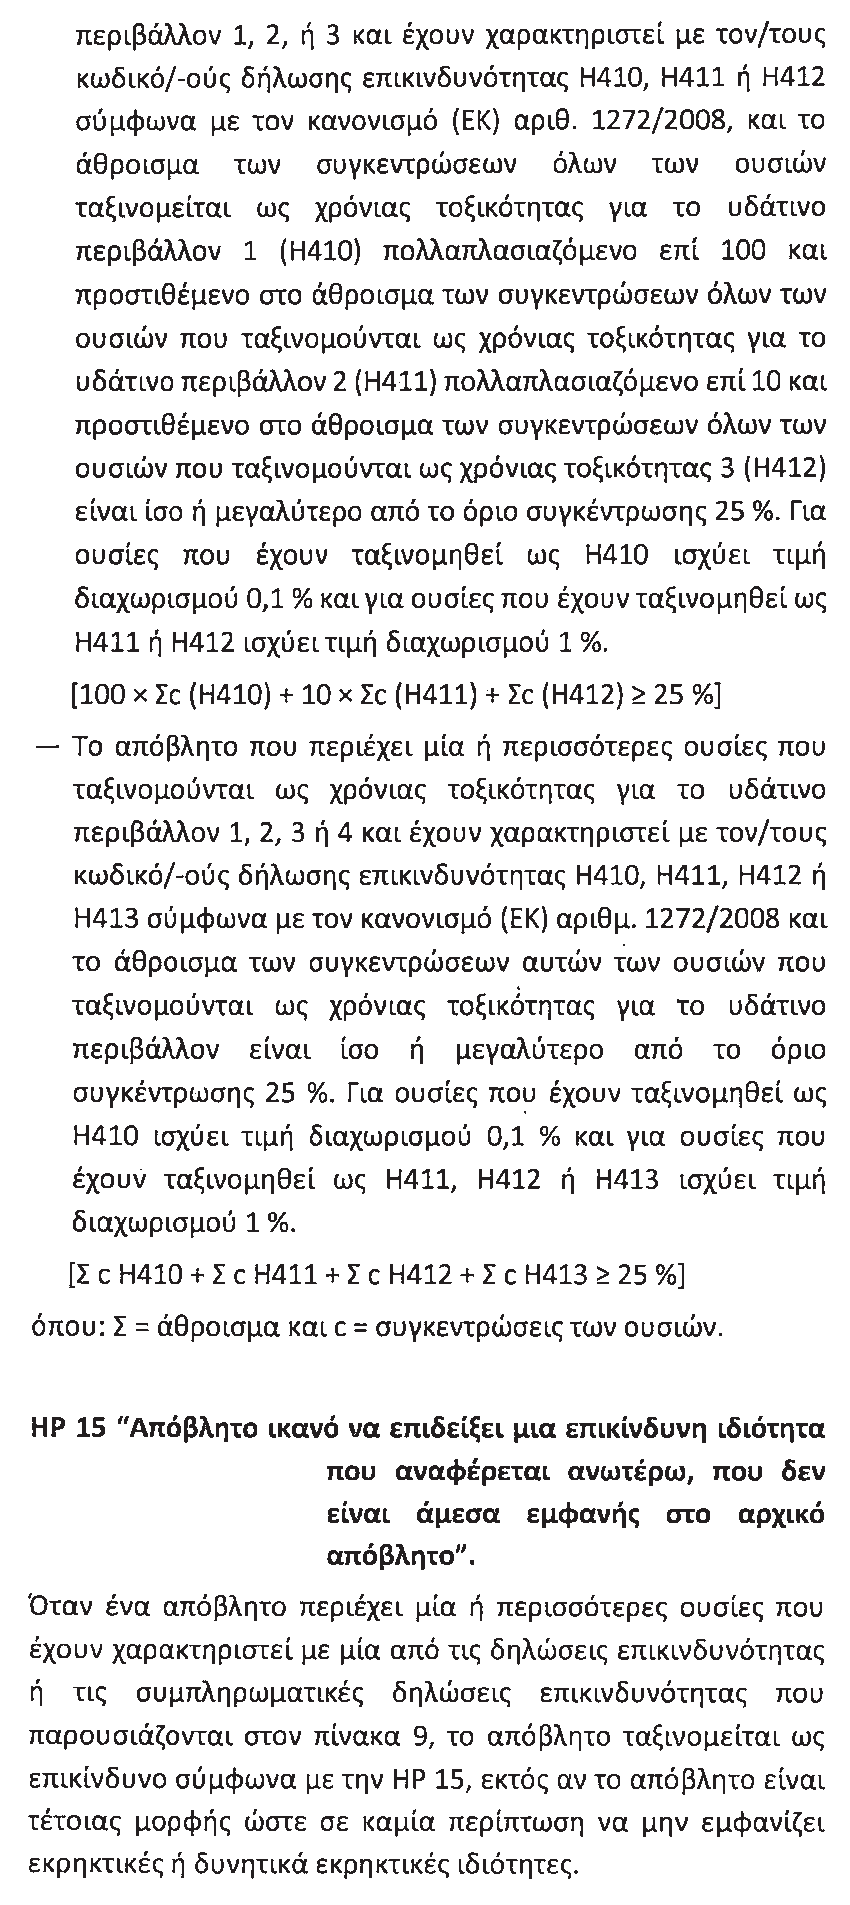 περιβάλλον 1, 2, ή 3 και έχουν χαρακτηριστεί με τον/τους
κωδικό/-ούς δήλωσης επικινδυνότητας H410, H411 ή H412
σύμφωνα με τον κανονισμό (ΕΚ) αριθ. 1272/2008, και το
άθροισμα των συγκεντρώσεων όλων των ουσιών
ταξινομείται ως χρόνιας τοξικότητας για το υδάτινο
περιβάλλον 1 (H410) πολλαπλασιαζόμενο επί 100 και
προστιθέμενο στο άθροισμα των συγκεντρώσεων όλων των
ουσιών που ταξινομούνται ως χρόνιας τοξικότητας για το
υδάτινο περιβάλλον 2 (H411) πολλαπλασιαζόμενο επί 10 και
προστιθέμενο στο άθροισμα των συγκεντρώσεων όλων των
ουσιών που ταξινομούνται ως χρόνιας τοξικότητας 3 (H412)
είναι ίσο ή μεγαλύτερο από το όριο συγκέντρωσης 25 %. Για
ουσίες που έχουν ταξινομηθεί ως H410 ισχύει τιμή
διαχωρισμού 0,1 % και για ουσίες που έχουν ταξινομηθεί ως
H411 ή H412 ισχύει τιμή διαχωρισμού 1 %.
[100 × Σc (H410) + 10 × Σc (H411) + Σc (H412) ≥ 25 %]
— Το απόβλητο που περιέχει μία ή περισσότερες ουσίες που
ταξινομούνται ως χρόνιας τοξικότητας για το υδάτινο
περιβάλλον 1, 2, 3 ή 4 και έχουν χαρακτηριστεί με τον/τους
κωδικό/-ούς δήλωσης επικινδυνότητας H410, H411, H412 ή
H413 σύμφωνα με τον κανονισμό (ΕΚ) αριθμ. 1272/2008 και
το άθροισμα των συγκεντρώσεων αυτών των ουσιών που
ταξινομούνται ως χρόνιας τοξικότητας για το υδάτινο
περιβάλλον είναι ίσο ή μεγαλύτερο από το όριο
συγκέντρωσης 25 %. Για ουσίες που έχουν ταξινομηθεί ως
H410 ισχύει τιμή διαχωρισμού 0,1 % και για ουσίες που
έχουν ταξινομηθεί ως H411, H412 ή H413 ισχύει τιμή
διαχωρισμού 1 %.
[Σ c H410 + Σ c H411 + Σ c H412 + Σ c H413 ≥ 25 %]
όπου: Σ = άθροισμα και c = συγκεντρώσεις των ουσιών.
HP 15 "Απόβλητο ικανό να επιδείξει μια επικίνδυνη ιδιότητα
που αναφέρεται ανωτέρω, που δεν
είναι άμεσα εμφανής στο αρχικό
απόβλητο".
Όταν ένα απόβλητο περιέχει μία ή περισσότερες ουσίες που
έχουν χαρακτηριστεί με μία από τις δηλώσεις επικινδυνότητας
ή τις συμπληρωματικές δηλώσεις επικινδυνότητας που
παρουσιάζονται στον πίνακα 9, το απόβλητο ταξινομείται ως
επικίνδυνο σύμφωνα με την HP 15, εκτός αν το απόβλητο είναι
τέτοιας μορφής ώστε σε καμία περίπτωση να μην εμφανίζει
εκρηκτικές ή δυνητικά εκρηκτικές ιδιότητες.